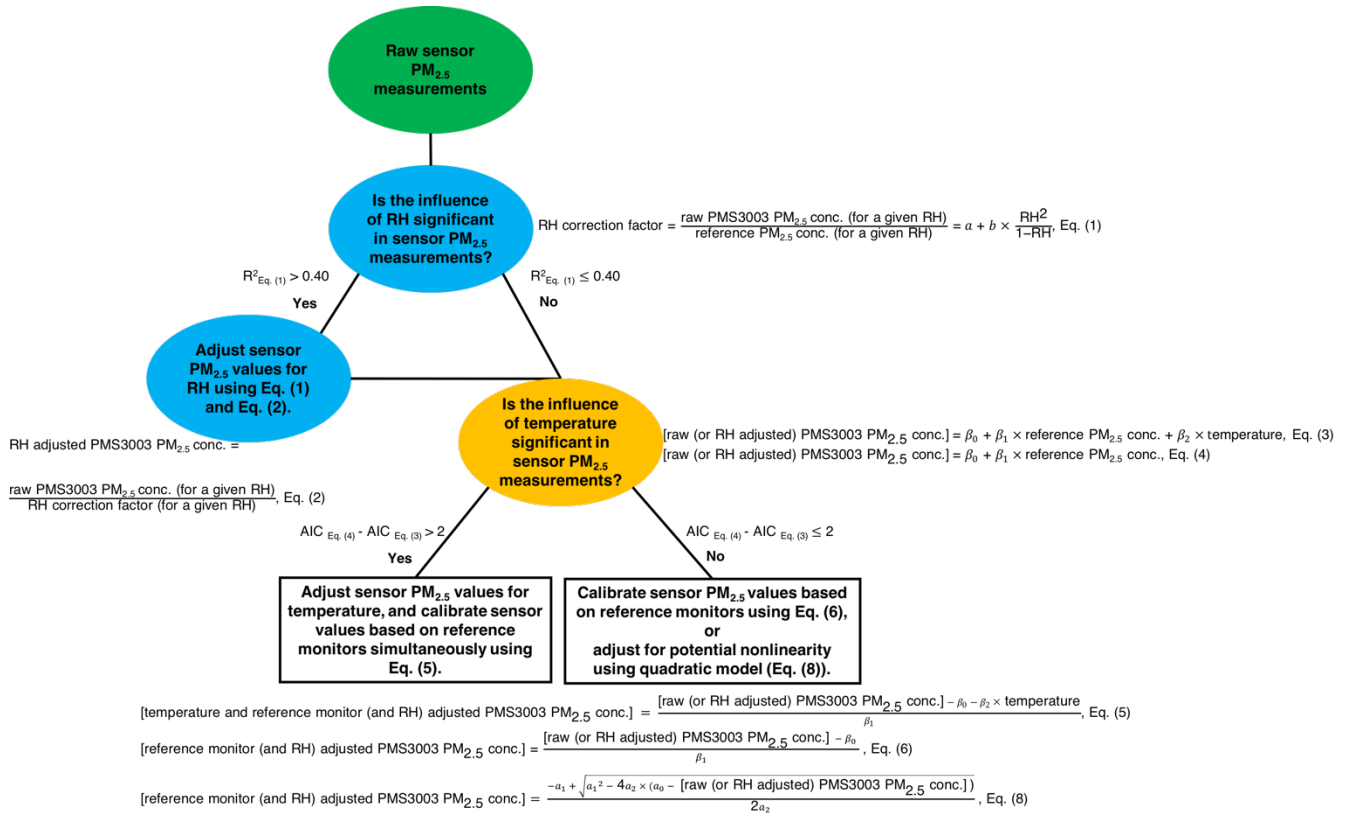 Raw sensor
PM2.5
measurements
Is the influence
of RH significant
in sensor PM2.5
measurements?
RH correction factor = raw PMS3003 PM2.5 conc. (for a given RH) / reference PM2.5 conc. (for a given RH) = a + b × RH² / 1−RH, Eq. (1)
R²Eq. (1) > 0.40
Yes
R²Eq. (1) ≤ 0.40
No
Adjust sensor
PM2.5 values for
RH using Eq. (1)
and Eq. (2).
RH adjusted PMS3003 PM2.5 conc. =
raw PMS3003 PM2.5 conc. (for a given RH) / RH correction factor (for a given RH), Eq. (2)
Is the influence
of temperature
significant in
sensor PM2.5
measurements?
[raw (or RH adjusted) PMS3003 PM2.5 conc.] = β0 + β1 × reference PM2.5 conc. + β2 × temperature, Eq. (3)
[raw (or RH adjusted) PMS3003 PM2.5 conc.] = β0 + β1 × reference PM2.5 conc., Eq. (4)
AIC Eq. (4) - AIC Eq. (3) > 2
Yes
AIC Eq. (4) - AIC Eq. (3) ≤ 2
No
Adjust sensor PM2.5 values for
temperature, and calibrate sensor
values based on reference
monitors simultaneously using
Eq. (5).
Calibrate sensor PM2.5 values based
on reference monitors using Eq. (6),
or
adjust for potential nonlinearity
using quadratic model (Eq. (8)).
[temperature and reference monitor (and RH) adjusted PMS3003 PM2.5 conc.] = [raw (or RH adjusted) PMS3003 PM2.5 conc.] − β0 − β2 × temperature / β1, Eq. (5)
[reference monitor (and RH) adjusted PMS3003 PM2.5 conc.] = [raw (or RH adjusted) PMS3003 PM2.5 conc.] − β0 / β1, Eq. (6)
[reference monitor (and RH) adjusted PMS3003 PM2.5 conc.] = −a1 + √a1² − 4a2 × (a0 − [raw (or RH adjusted) PMS3003 PM2.5 conc.]) / 2a2, Eq. (8)